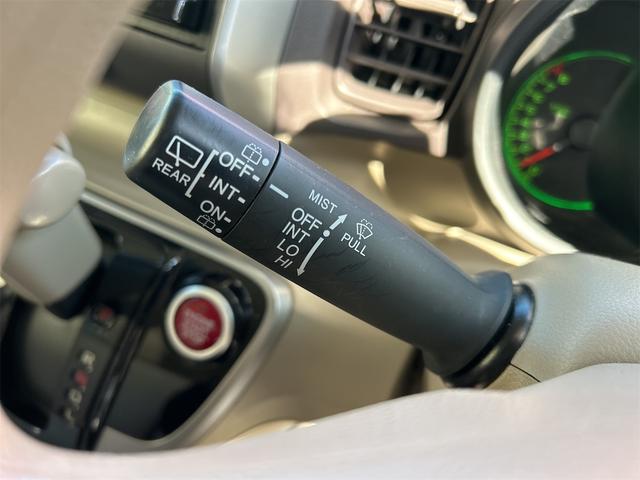 REAR
OFF
INT
ON
MIST
OFF
INT
LO
HI
PULL
R